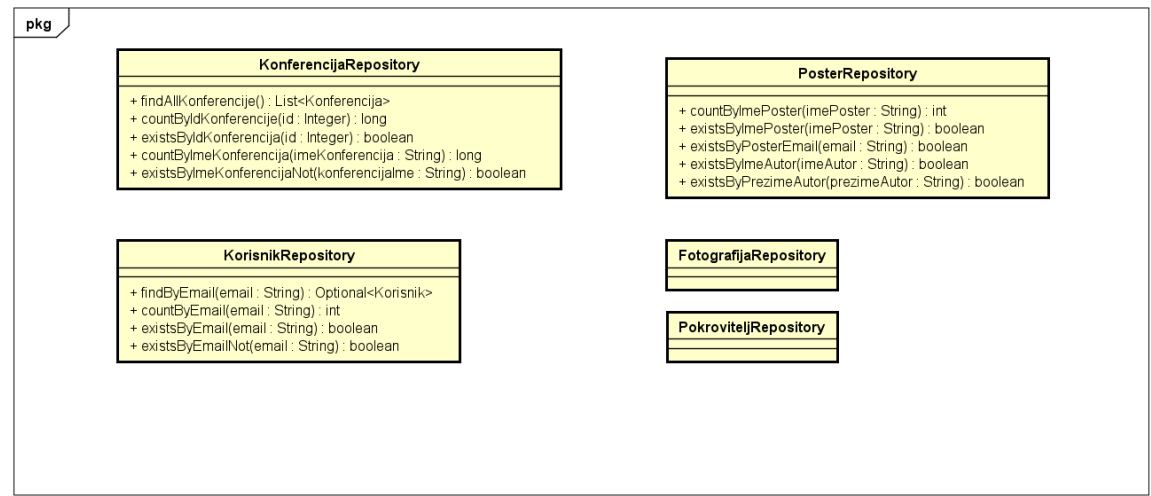 pkg
KonferencijaRepository
+ findAllKonferencije() : List<Konferencija>
+ countByIdKonferencije(id : Integer) : long
+ existsByIdKonferencija(id : Integer) : boolean
+ countByImeKonferencija(imeKonferencija : String) : long
+ existsByImeKonferencijaNot(konferencijaIme : String) : boolean
PosterRepository
+ countByImePoster(imePoster : String) : int
+ existsByImePoster(imePoster : String) : boolean
+ existsByPosterEmail(email : String) : boolean
+ existsByImeAutor(imeAutor : String) : boolean
+ existsByPrezimeAutor(prezimeAutor : String) : boolean
KorisnikRepository
+ findByEmail(email : String) : Optional<Korisnik>
+ countByEmail(email : String) : int
+ existsByEmail(email : String) : boolean
+ existsByEmailNot(email : String) : boolean
FotografijaRepository
PokroviteljRepository